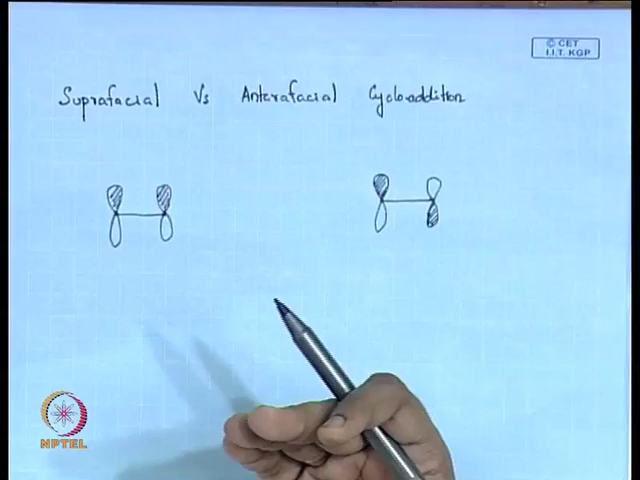 © CET
I.I.T. KGP
Suprafacial Vs Antarafacial Cycloaddition
NPTEL